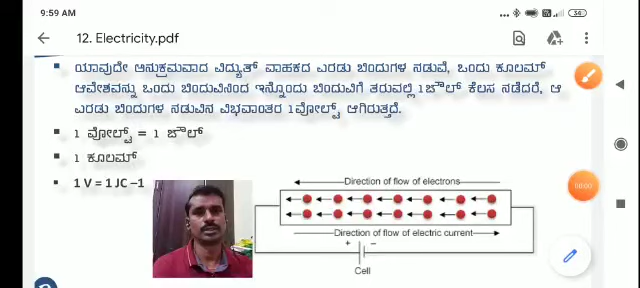 9:59 AM
34
12. Electricity.pdf
ಯಾವುದೇ ಅನುಕ್ರಮವಾದ ವಿದ್ಯುತ್ ವಾಹಕದ ಎರಡು ಬಿಂದುಗಳ ನಡುವೆ, ಒಂದು ಕೂಲಮ್
ಆವೇಶವನ್ನು ಒಂದು ಬಿಂದುವಿನಿಂದ ಇನ್ನೊಂದು ಬಿಂದುವಿಗೆ ತರುವಲ್ಲಿ 1ಜೌಲ್ ಕೆಲಸ ನಡೆದರೆ, ಆ
ಎರಡು ಬಿಂದುಗಳ ನಡುವಿನ ವಿಭವಾಂತರ 1ವೋಲ್ಟ್ ಆಗಿರುತ್ತದೆ.
1 ವೋಲ್ಟ್ = 1 ಜೌಲ್
1 ಕೂಲಮ್
1 V = 1 JC –1
Direction of flow of electrons
Direction of flow of electric current
+ –
Cell